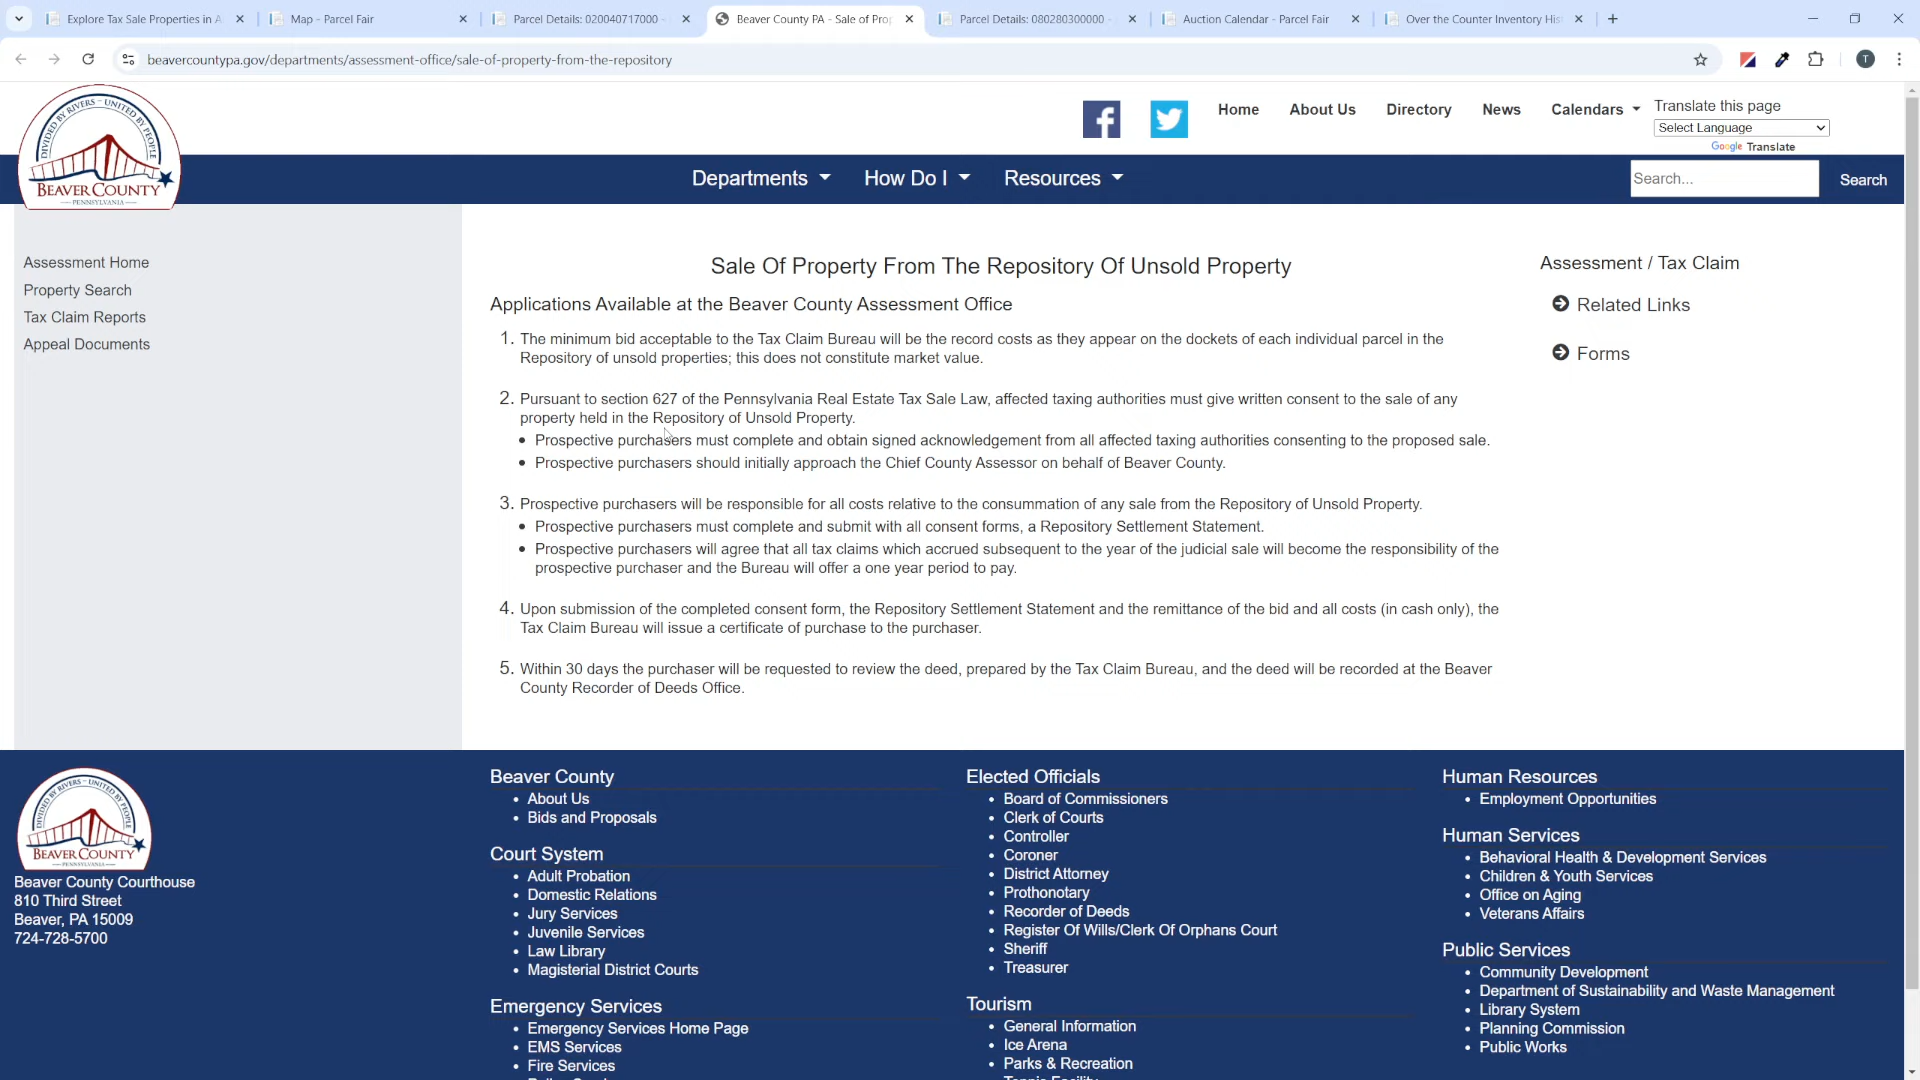 Explore Tax Sale Properties in A
Map - Parcel Fair
Parcel Details: 020040717000 -
Beaver County PA - Sale of Prop
Parcel Details: 080280300000 -
Auction Calendar - Parcel Fair
Over the Counter Inventory His
beavercountypa.gov/departments/assessment-office/sale-of-property-from-the-repository
T
DIVIDED BY RIVERS - UNITED BY PEOPLE
BEAVER COUNTY
PENNSYLVANIA
Home
About Us
Directory
News
Calendars
Translate this page
Select Language
Google Translate
Departments
How Do I
Resources
Search...
Search
Assessment Home
Property Search
Tax Claim Reports
Appeal Documents
Sale Of Property From The Repository Of Unsold Property
Applications Available at the Beaver County Assessment Office
1. The minimum bid acceptable to the Tax Claim Bureau will be the record costs as they appear on the dockets of each individual parcel in the
Repository of unsold properties; this does not constitute market value.
2. Pursuant to section 627 of the Pennsylvania Real Estate Tax Sale Law, affected taxing authorities must give written consent to the sale of any
property held in the Repository of Unsold Property.
• Prospective purchasers must complete and obtain signed acknowledgement from all affected taxing authorities consenting to the proposed sale.
• Prospective purchasers should initially approach the Chief County Assessor on behalf of Beaver County.
3. Prospective purchasers will be responsible for all costs relative to the consummation of any sale from the Repository of Unsold Property.
• Prospective purchasers must complete and submit with all consent forms, a Repository Settlement Statement.
• Prospective purchasers will agree that all tax claims which accrued subsequent to the year of the judicial sale will become the responsibility of the
prospective purchaser and the Bureau will offer a one year period to pay.
4. Upon submission of the completed consent form, the Repository Settlement Statement and the remittance of the bid and all costs (in cash only), the
Tax Claim Bureau will issue a certificate of purchase to the purchaser.
5. Within 30 days the purchaser will be requested to review the deed, prepared by the Tax Claim Bureau, and the deed will be recorded at the Beaver
County Recorder of Deeds Office.
Assessment / Tax Claim
Related Links
Forms
DIVIDED BY RIVERS - UNITED BY PEOPLE
BEAVER COUNTY
PENNSYLVANIA
Beaver County Courthouse
810 Third Street
Beaver, PA 15009
724-728-5700
Beaver County
• About Us
• Bids and Proposals
Court System
• Adult Probation
• Domestic Relations
• Jury Services
• Juvenile Services
• Law Library
• Magisterial District Courts
Emergency Services
• Emergency Services Home Page
• EMS Services
• Fire Services
Elected Officials
• Board of Commissioners
• Clerk of Courts
• Controller
• Coroner
• District Attorney
• Prothonotary
• Recorder of Deeds
• Register Of Wills/Clerk Of Orphans Court
• Sheriff
• Treasurer
Tourism
• General Information
• Ice Arena
• Parks & Recreation
Human Resources
• Employment Opportunities
Human Services
• Behavioral Health & Development Services
• Children & Youth Services
• Office on Aging
• Veterans Affairs
Public Services
• Community Development
• Department of Sustainability and Waste Management
• Library System
• Planning Commission
• Public Works